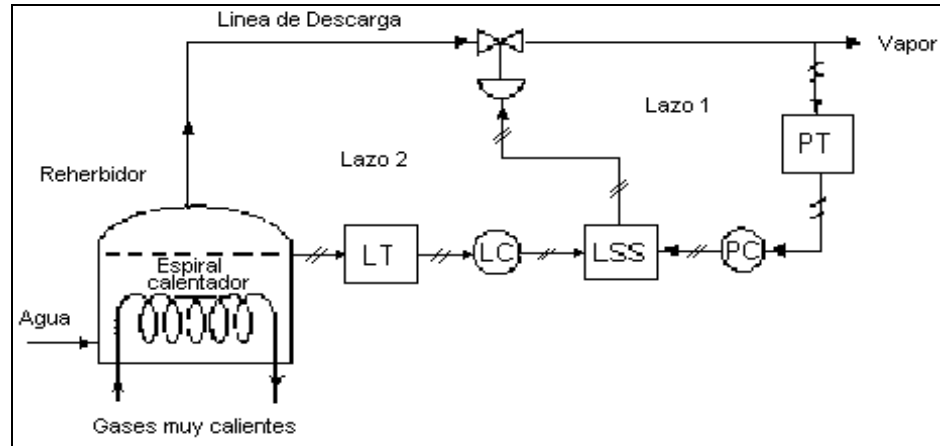 Linea de Descarga
Vapor
Lazo 1
PT
Lazo 2
Reherbidor
LT
LC
LSS
PC
Espiral
calentador
Agua
Gases muy calientes